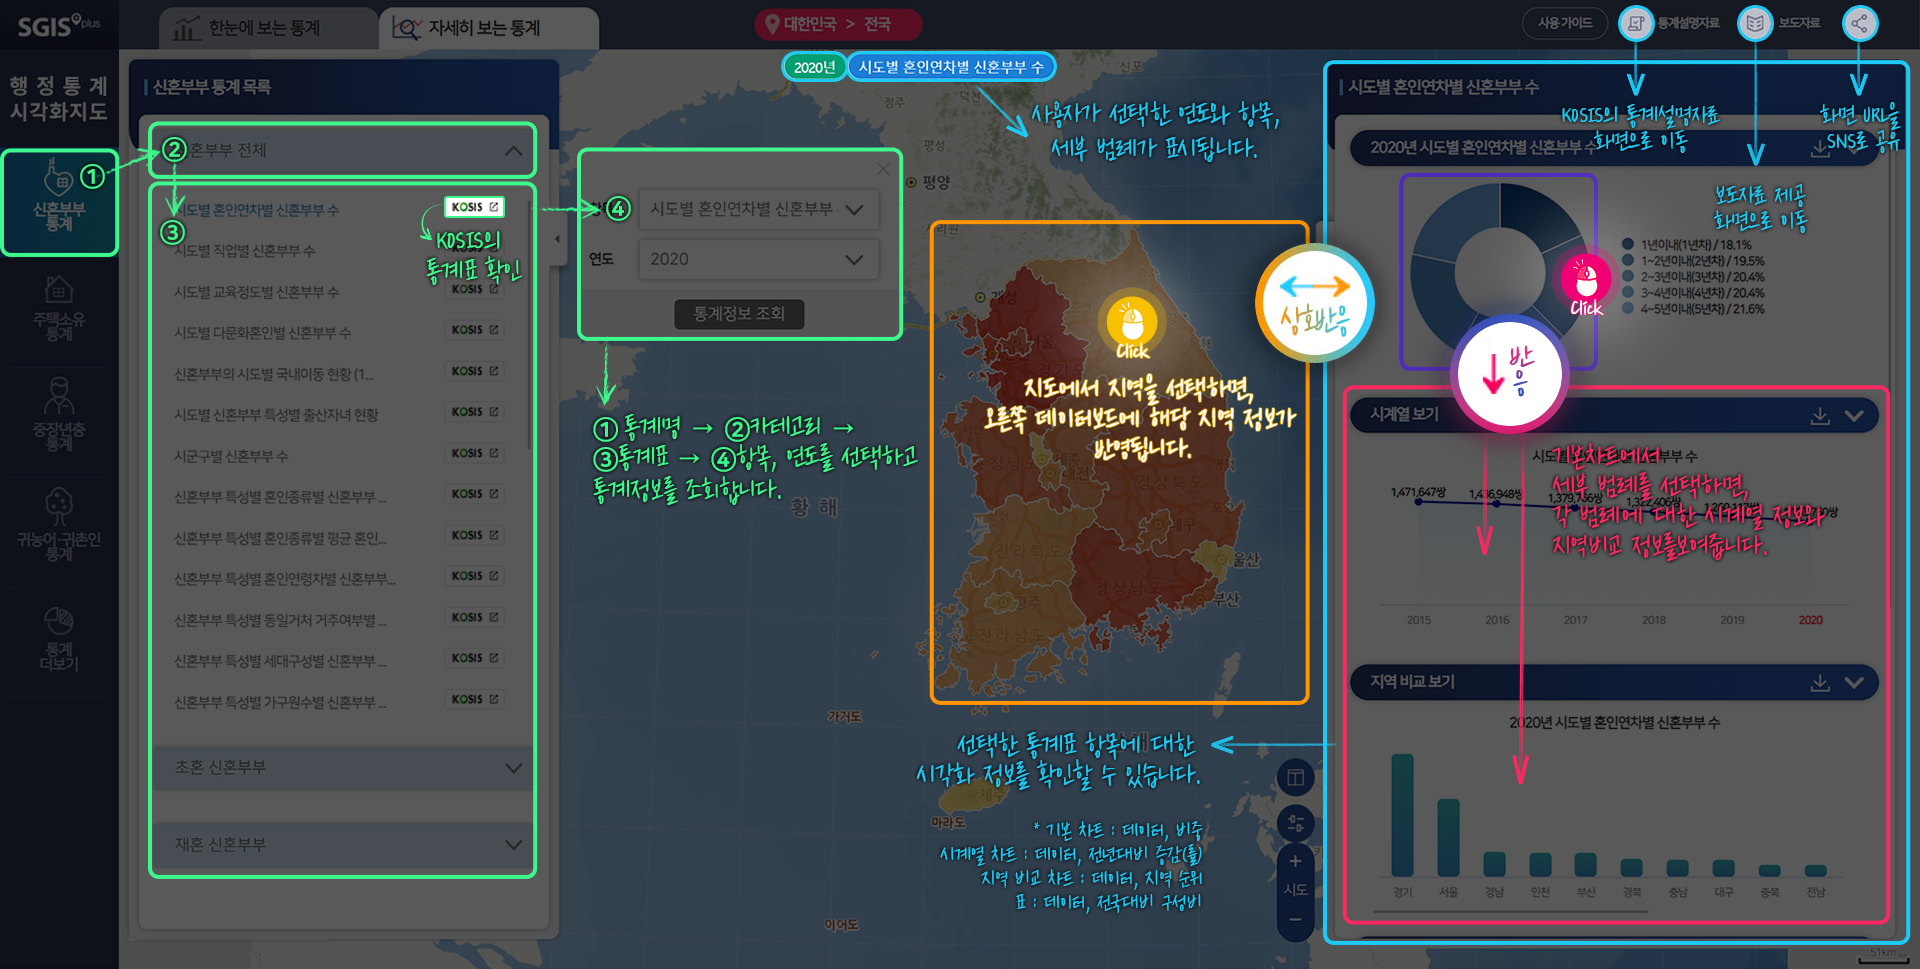 SGIS plus
한눈에 보는 통계
자세히 보는 통계
대한민국 > 전국
사용 가이드
통계설명자료
보도자료
행 정 통 계
시각화지도
① 신혼부부
통계
주택소유
통계
중장년층
통계
귀농어·귀촌인
통계
통계
더보기
신혼부부 통계 목록
② 혼부부 전체
시도별 혼인연차별 신혼부부 수
KOSIS
③
KOSIS의
통계표 확인
시도별 직업별 신혼부부 수
시도별 교육정도별 신혼부부 수
KOSIS
시도별 다문화혼인별 신혼부부 수
KOSIS
신혼부부의 시도별 국내이동 현황 (1...
KOSIS
시도별 신혼부부 특성별 출산자녀 현황
KOSIS
시군구별 신혼부부 수
KOSIS
신혼부부 특성별 혼인종류별 신혼부부 ...
KOSIS
신혼부부 특성별 혼인종류별 평균 혼인...
KOSIS
신혼부부 특성별 혼인연령차별 신혼부부...
KOSIS
신혼부부 특성별 동일거처 거주여부별 ...
KOSIS
신혼부부 특성별 세대구성별 신혼부부 ...
KOSIS
신혼부부 특성별 가구원수별 신혼부부 ...
KOSIS
초혼 신혼부부
재혼 신혼부부
④ 시도별 혼인연차별 신혼부부
연도 2020
통계정보 조회
① 통계명 → ②카테고리 →
③통계표 → ④항목, 연도를 선택하고
통계정보를 조회합니다.
2020년 시도별 혼인연차별 신혼부부 수
사용자가 선택한 연도와 항목,
세부 범례가 표시됩니다.
신포
경주
덕천
평성
평양
개성
서울
Click
지도에서 지역을 선택하면,
오른쪽 데이터보드에 해당 지역 정보가
반영됩니다.
세종
대전
황 해
대구
전 라 북 도
울산
경 상 남 도
부산
광주
전 라 남 도
가거도
제주
마라도
이어도
상호반응
선택한 통계표 항목에 대한
시각화 정보를 확인할 수 있습니다.
* 기본 차트 : 데이터, 비중
시계열 차트 : 데이터, 전년대비 증감(률)
지역 비교 차트 : 데이터, 지역 순위
표 : 데이터, 전국대비 구성비
+
시도
−
시도별 혼인연차별 신혼부부 수
KOSIS의 통계설명자료
화면으로 이동
화면 URL을
SNS로 공유
2020년 시도별 혼인연차별 신혼부부 수
보도자료 제공
화면으로 이동
1년이내(1년차) / 18.1%
1~2년이내(2년차) / 19.5%
2~3년이내(3년차) / 20.4%
3~4년이내(4년차) / 20.4%
4~5년이내(5년차) / 21.6%
Click
반응
시계열 보기
기본차트에서
세부 범례를 선택하면,
각 범례에 대한 시계열 정보와
지역비교 정보를보여줍니다.
1,471,647쌍 1,436,948쌍 1,379,766쌍 1,322,406쌍
2015 2016 2017 2018 2019 2020
지역 비교 보기
2020년 시도별 혼인연차별 신혼부부 수
경기 서울 경남 인천 부산 경북 충남 대구 충북 전남
51km